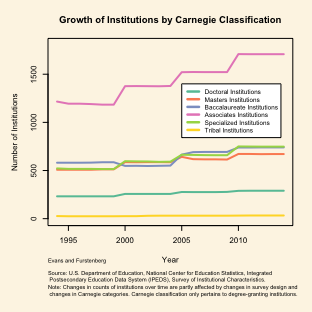 Growth of Institutions by Carnegie Classification
Number of Institutions
1500
1000
500
0
Doctoral Institutions
Masters Institutions
Baccalaureate Institutions
Associates Institutions
Specialized Institutions
Tribal Institutions
1995
2000
2005
2010
Year
Evans and Furstenberg
Source: U.S. Department of Education, National Center for Education Statistics, Integrated
Postsecondary Education Data System (IPEDS), Survey of Institutional Characteristics.
Note: Changes in counts of institutions over time are partly affected by changes in survey design and
changes in Carnegie categories. Carnegie classification only pertains to degree-granting institutions.